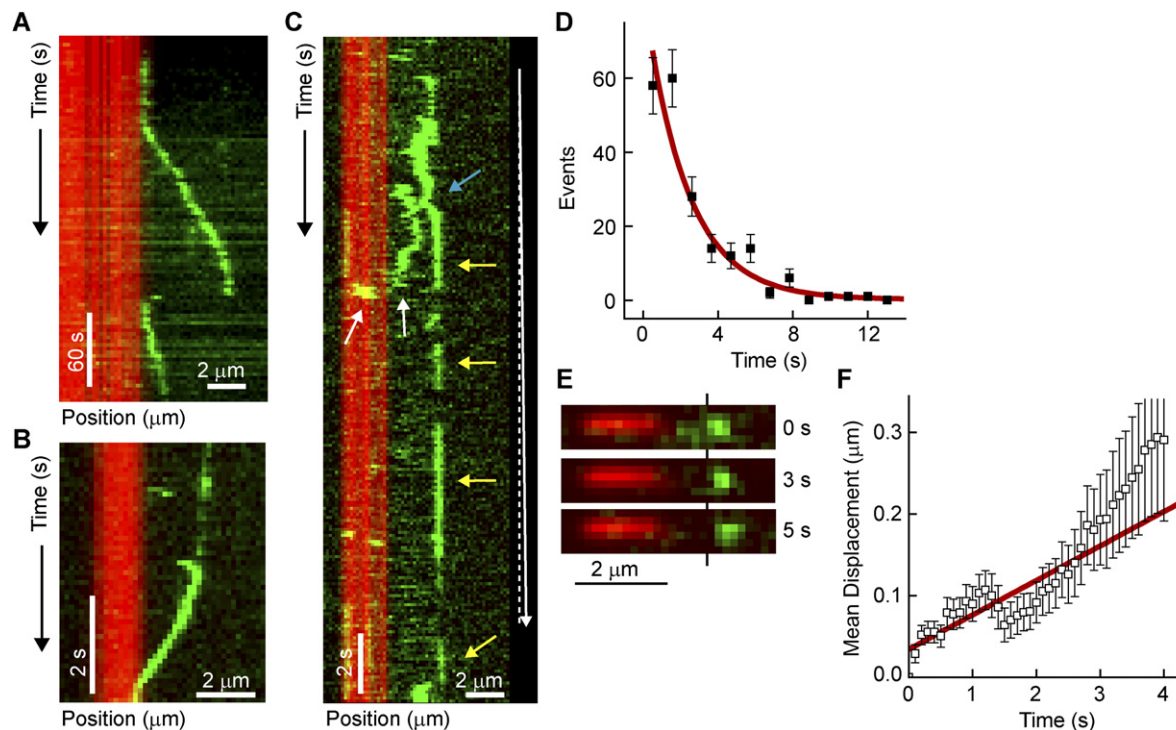 A
Time (s)
60 s
2 μm
Position (μm)
B
Time (s)
2 s
2 μm
Position (μm)
C
Time (s)
2 s
2 μm
Position (μm)
D
Events
60
40
20
0
0 4 8 12
Time (s)
E
0 s
3 s
5 s
2 μm
F
Mean Displacement (μm)
0.3
0.2
0.1
0.0
0 1 2 3 4
Time (s)